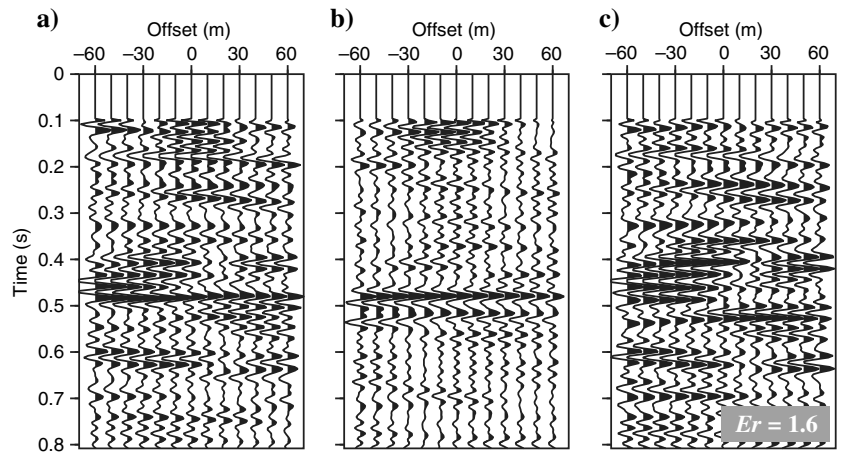 a)
Offset (m)
–60 –30 0 30 60
b)
Offset (m)
–60 –30 0 30 60
c)
Offset (m)
–60 –30 0 30 60
Time (s)
0
0.1
0.2
0.3
0.4
0.5
0.6
0.7
0.8
Er = 1.6